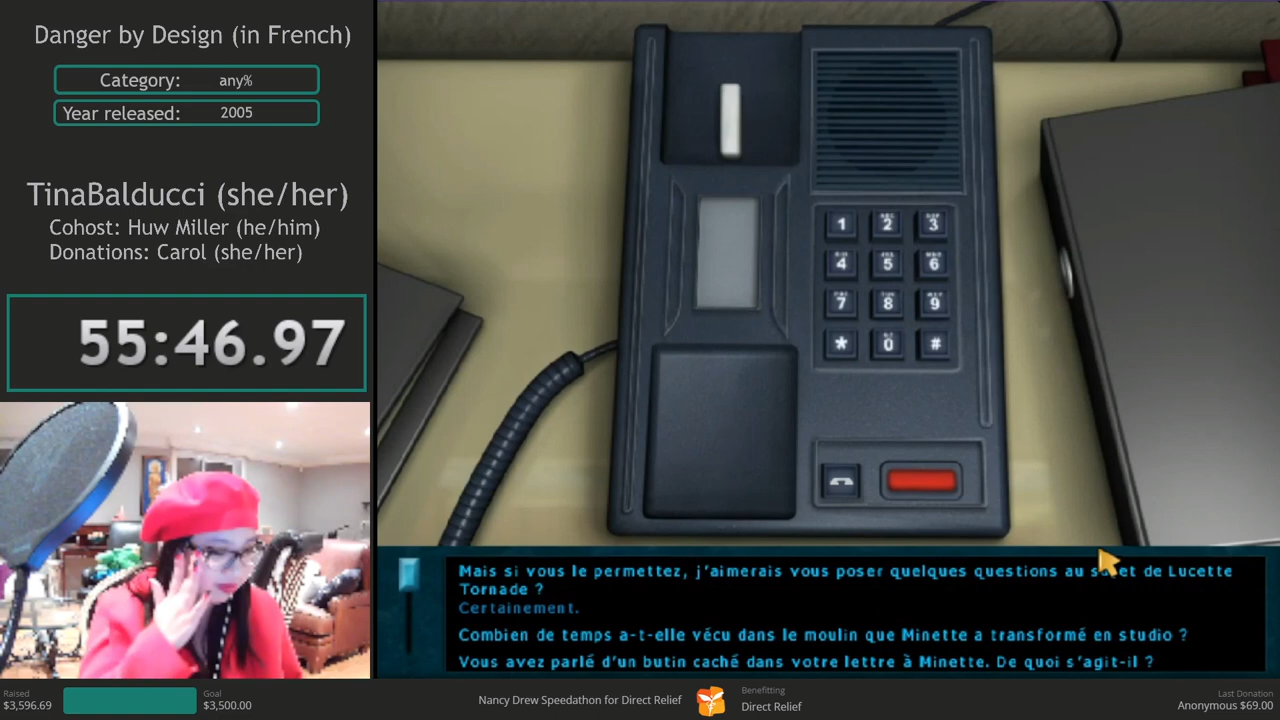 Danger by Design (in French)
Category: any%
Year released: 2005
TinaBalducci (she/her)
Cohost: Huw Miller (he/him)
Donations: Carol (she/her)
55:46.97
1 2 3
4 5 6
7 8 9
* 0 #
Mais si vous le permettez, j'aimerais vous poser quelques questions au sujet de Lucette
Tornade ?
Certainement.
Combien de temps a-t-elle vécu dans le moulin que Minette a transformé en studio ?
Vous avez parlé d'un butin caché dans votre lettre à Minette. De quoi s'agit-il ?
Raised
$3,596.69
Goal
$3,500.00
Nancy Drew Speedathon for Direct Relief
Benefitting
Direct Relief
Last Donation
Anonymous $69.00